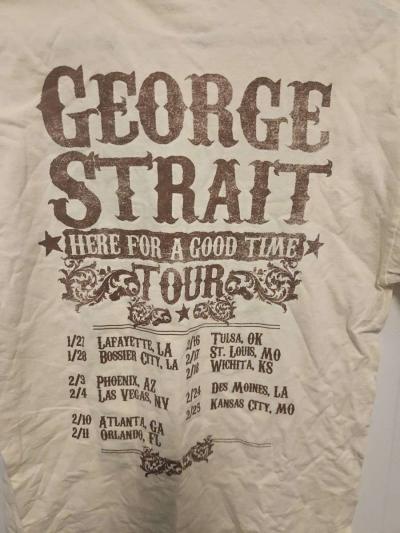 GEORGE
STRAIT
HERE FOR A GOOD TIME
TOUR
1/21 LAFAYETTE, LA
1/28 BOSSIER CITY, LA
2/3 PHOENIX, AZ
2/4 LAS VEGAS, NV
2/10 ATLANTA, GA
2/11 ORLANDO, FL
2/16 TULSA, OK
2/17 ST. LOUIS, MO
2/18 WICHITA, KS
2/24 DES MOINES, LA
2/25 KANSAS CITY, MO